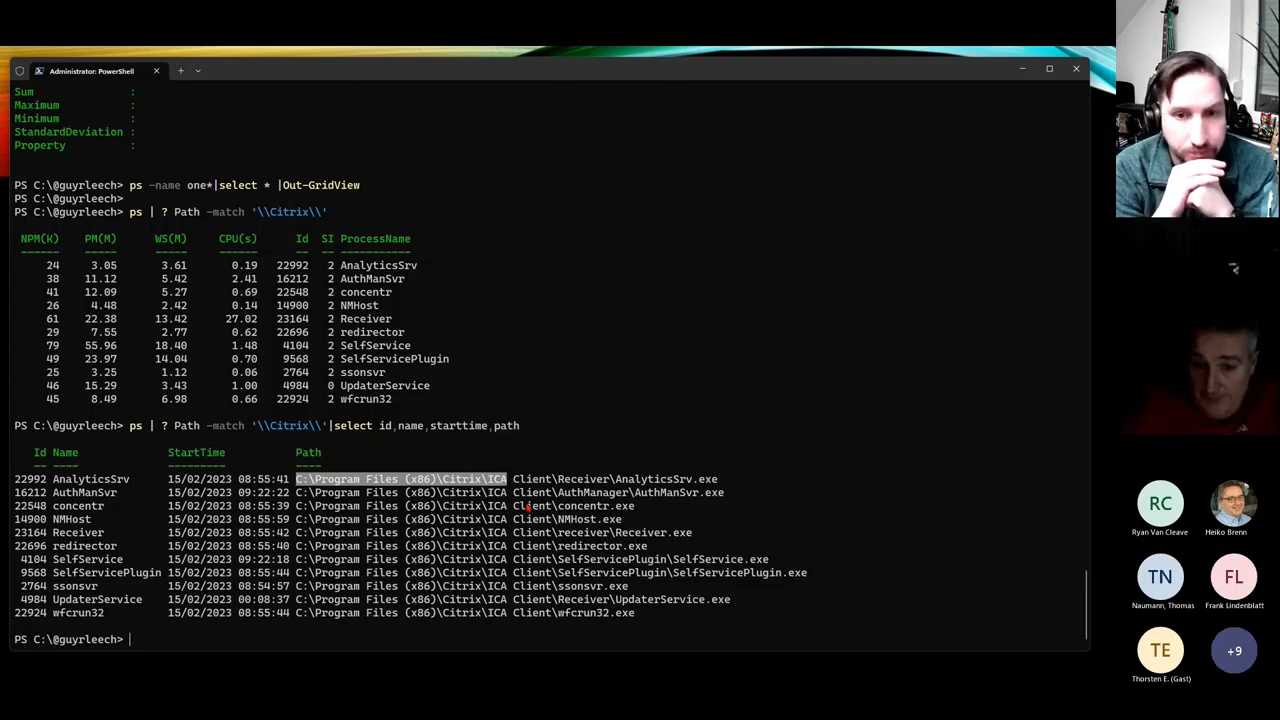 Administrator: PowerShell
Sum :
Maximum :
Minimum :
StandardDeviation :
Property :
PS C:\@guyrleech> ps -name one*|select * |Out-GridView
PS C:\@guyrleech>
PS C:\@guyrleech> ps | ? Path -match '\\Citrix\\'
NPM(K) PM(M) WS(M) CPU(s) Id SI ProcessName
------ ----- ----- ------ -- -- -----------
24 3.05 3.61 0.19 22992 2 AnalyticsSrv
38 11.12 5.42 2.41 16212 2 AuthManSvr
41 12.09 5.27 0.69 22548 2 concentr
26 4.48 2.42 0.14 14900 2 NMHost
61 22.38 13.42 27.02 23164 2 Receiver
29 7.55 2.77 0.62 22696 2 redirector
79 55.96 18.40 1.48 4104 2 SelfService
49 23.97 14.04 0.70 9568 2 SelfServicePlugin
25 3.25 1.12 0.06 2764 2 ssonsvr
46 15.29 3.43 1.00 4984 0 UpdaterService
45 8.49 6.98 0.66 22924 2 wfcrun32
PS C:\@guyrleech> ps | ? Path -match '\\Citrix\\'|select id,name,starttime,path
Id Name StartTime Path
-- ---- --------- ----
22992 AnalyticsSrv 15/02/2023 08:55:41 C:\Program Files (x86)\Citrix\ICA Client\Receiver\AnalyticsSrv.exe
16212 AuthManSvr 15/02/2023 09:22:22 C:\Program Files (x86)\Citrix\ICA Client\AuthManager\AuthManSvr.exe
22548 concentr 15/02/2023 08:55:39 C:\Program Files (x86)\Citrix\ICA Client\concentr.exe
14900 NMHost 15/02/2023 08:55:59 C:\Program Files (x86)\Citrix\ICA Client\NMHost.exe
23164 Receiver 15/02/2023 08:55:42 C:\Program Files (x86)\Citrix\ICA Client\receiver\Receiver.exe
22696 redirector 15/02/2023 08:55:40 C:\Program Files (x86)\Citrix\ICA Client\redirector.exe
4104 SelfService 15/02/2023 09:22:18 C:\Program Files (x86)\Citrix\ICA Client\SelfServicePlugin\SelfService.exe
9568 SelfServicePlugin 15/02/2023 08:55:44 C:\Program Files (x86)\Citrix\ICA Client\SelfServicePlugin\SelfServicePlugin.exe
2764 ssonsvr 15/02/2023 08:54:57 C:\Program Files (x86)\Citrix\ICA Client\ssonsvr.exe
4984 UpdaterService 15/02/2023 00:08:37 C:\Program Files (x86)\Citrix\ICA Client\Receiver\UpdaterService.exe
22924 wfcrun32 15/02/2023 08:55:44 C:\Program Files (x86)\Citrix\ICA Client\wfcrun32.exe
PS C:\@guyrleech>
RC
Ryan Van Cleave
Heiko Brenn
TN
Naumann, Thomas
FL
Frank Lindenblatt
TE
Thorsten E. (Gast)
+9